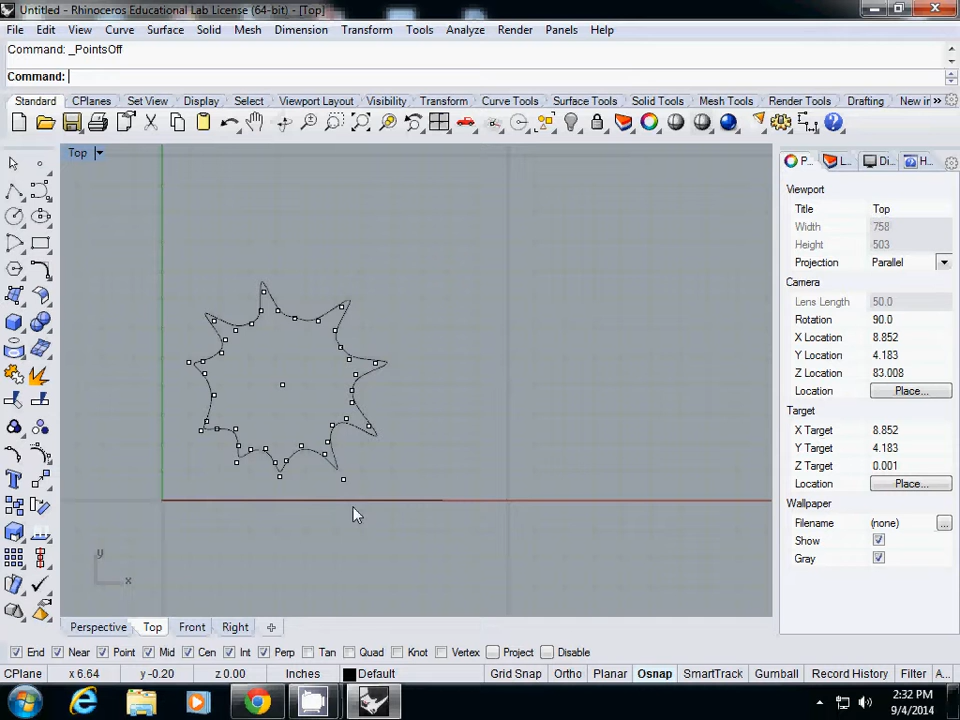 Untitled - Rhinoceros Educational Lab License (64-bit) - [Top]
File Edit View Curve Surface Solid Mesh Dimension Transform Tools Analyze Render Panels Help
Command: _PointsOff
Command:
Standard CPlanes Set View Display Select Viewport Layout Visibility Transform Curve Tools Surface Tools Solid Tools Mesh Tools Render Tools Drafting New in »
Top
P... L... Di... H...
Viewport
Title Top
Width 758
Height 503
Projection Parallel
Camera
Lens Length 50.0
Rotation 90.0
X Location 8.852
Y Location 4.183
Z Location 83.008
Location Place...
Target
X Target 8.852
Y Target 4.183
Z Target 0.001
Location Place...
Wallpaper
Filename (none) ...
Show
Gray
y
x
Perspective Top Front Right
End Near Point Mid Cen Int Perp Tan Quad Knot Vertex Project Disable
CPlane x 6.64 y -0.20 z 0.00 Inches Default Grid Snap Ortho Planar Osnap SmartTrack Gumball Record History Filter A...
2:32 PM
9/4/2014